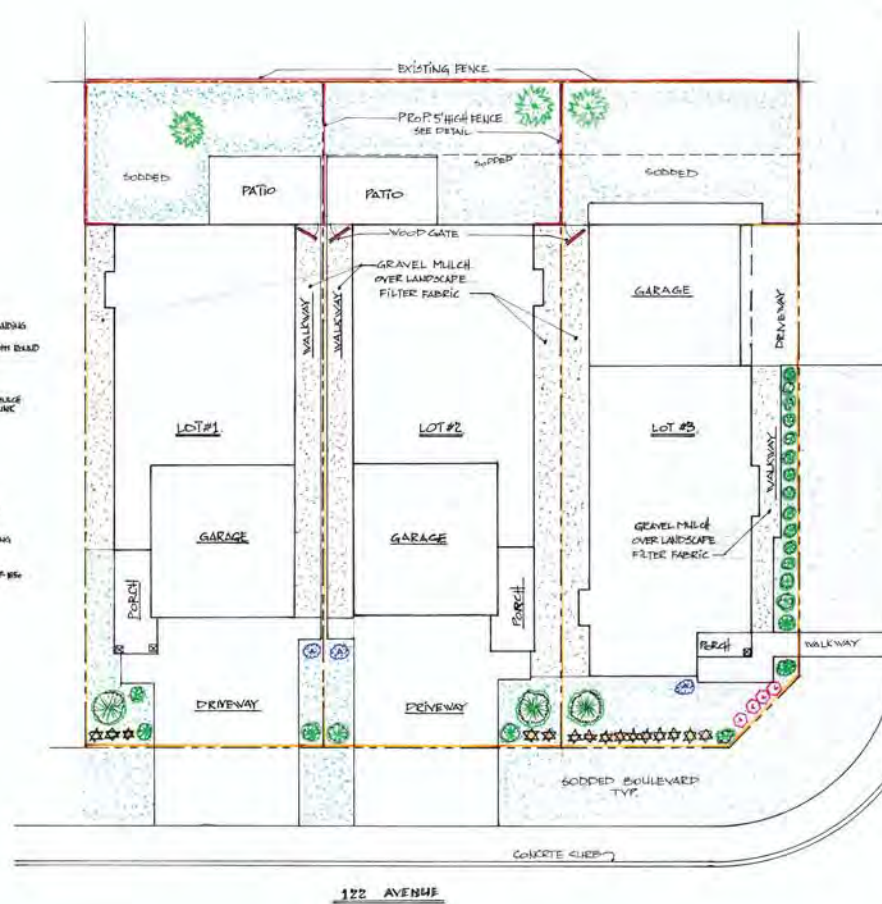 EXISTING FENCE
PROP. 5' HIGH FENCE
SEE DETAIL
SODDED
SODDED
SODDED
PATIO
PATIO
WOOD GATE
GRAVEL MULCH
OVER LANDSCAPE
FILTER FABRIC
WALKWAY
WALKWAY
GARAGE
DRIVEWAY
LOT #1
LOT #2
LOT #3
WALKWAY
GARAGE
GARAGE
GRAVEL MULCH
OVER LANDSCAPE
FILTER FABRIC
PORCH
PORCH
PORCH
WALKWAY
A
A
A
DRIVEWAY
DRIVEWAY
SODDED BOULEVARD
TYP.
CONCRTE CURB
122 AVENUE